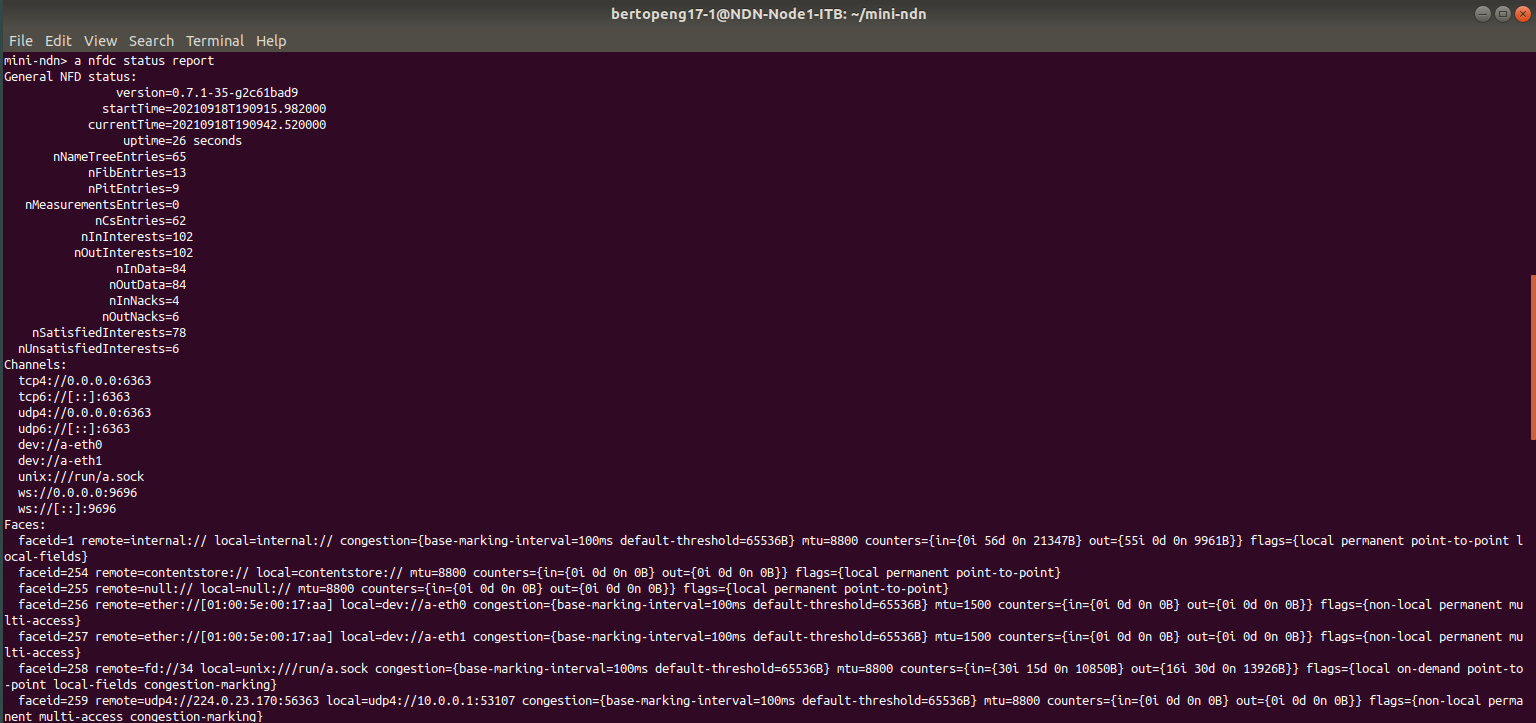 bertopeng17-1@NDN-Node1-ITB: ~/mini-ndn
File Edit View Search Terminal Help
mini-ndn> a nfdc status report
General NFD status:
version=0.7.1-35-g2c61bad9
startTime=20210918T190915.982000
currentTime=20210918T190942.520000
uptime=26 seconds
nNameTreeEntries=65
nFibEntries=13
nPitEntries=9
nMeasurementsEntries=0
nCsEntries=62
nInInterests=102
nOutInterests=102
nInData=84
nOutData=84
nInNacks=4
nOutNacks=6
nSatisfiedInterests=78
nUnsatisfiedInterests=6
Channels:
tcp4://0.0.0.0:6363
tcp6://[::]:6363
udp4://0.0.0.0:6363
udp6://[::]:6363
dev://a-eth0
dev://a-eth1
unix:///run/a.sock
ws://0.0.0.0:9696
ws://[::]:9696
Faces:
faceid=1 remote=internal:// local=internal:// congestion={base-marking-interval=100ms default-threshold=65536B} mtu=8800 counters={in={0i 56d 0n 21347B} out={55i 0d 0n 9961B}} flags={local permanent point-to-point l
ocal-fields}
faceid=254 remote=contentstore:// local=contentstore:// mtu=8800 counters={in={0i 0d 0n 0B} out={0i 0d 0n 0B}} flags={local permanent point-to-point}
faceid=255 remote=null:// local=null:// mtu=8800 counters={in={0i 0d 0n 0B} out={0i 0d 0n 0B}} flags={local permanent point-to-point}
faceid=256 remote=ether://[01:00:5e:00:17:aa] local=dev://a-eth0 congestion={base-marking-interval=100ms default-threshold=65536B} mtu=1500 counters={in={0i 0d 0n 0B} out={0i 0d 0n 0B}} flags={non-local permanent mu
lti-access}
faceid=257 remote=ether://[01:00:5e:00:17:aa] local=dev://a-eth1 congestion={base-marking-interval=100ms default-threshold=65536B} mtu=1500 counters={in={0i 0d 0n 0B} out={0i 0d 0n 0B}} flags={non-local permanent mu
lti-access}
faceid=258 remote=fd://34 local=unix:///run/a.sock congestion={base-marking-interval=100ms default-threshold=65536B} mtu=8800 counters={in={30i 15d 0n 10850B} out={16i 30d 0n 13926B}} flags={local on-demand point-to
-point local-fields congestion-marking}
faceid=259 remote=udp4://224.0.23.170:56363 local=udp4://10.0.0.1:53107 congestion={base-marking-interval=100ms default-threshold=65536B} mtu=8800 counters={in={0i 0d 0n 0B} out={0i 0d 0n 0B}} flags={non-local perma
nent multi-access congestion-marking}